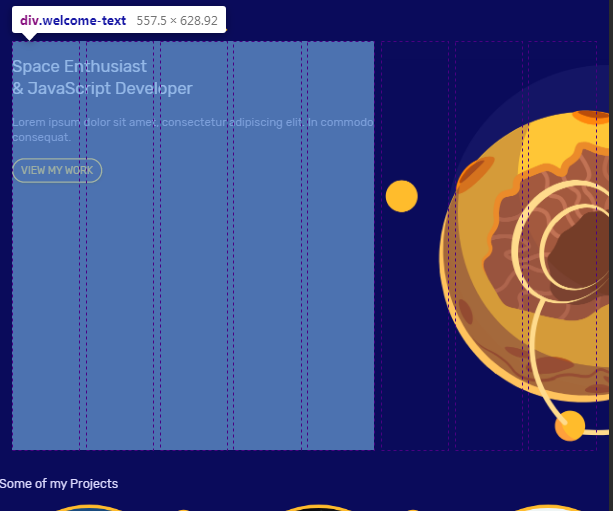 div.welcome-text 557.5 × 628.92
Space Enthusiast
& JavaScript Developer
Lorem ipsum dolor sit amet, consectetur adipiscing elit. In commodo
consequat.
VIEW MY WORK
Some of my Projects